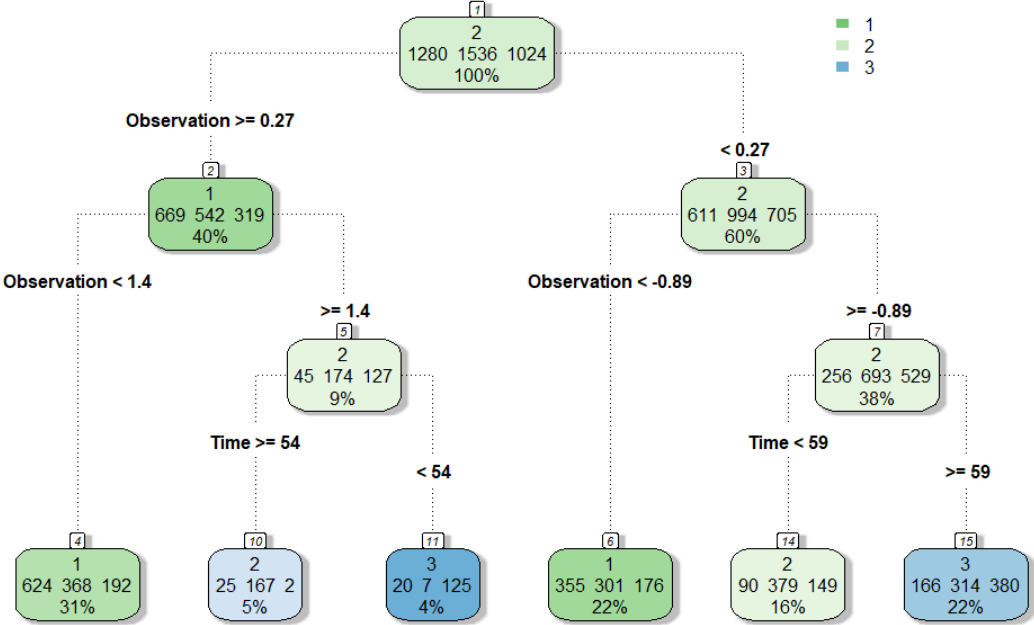 1
2
1280 1536 1024
100%
1
2
3
Observation >= 0.27
< 0.27
2
1
669 542 319
40%
3
2
611 994 705
60%
Observation < 1.4
>= 1.4
Observation < -0.89
>= -0.89
5
2
45 174 127
9%
7
2
256 693 529
38%
Time >= 54
< 54
Time < 59
>= 59
4
1
624 368 192
31%
10
2
25 167 2
5%
11
3
20 7 125
4%
6
1
355 301 176
22%
14
2
90 379 149
16%
15
3
166 314 380
22%